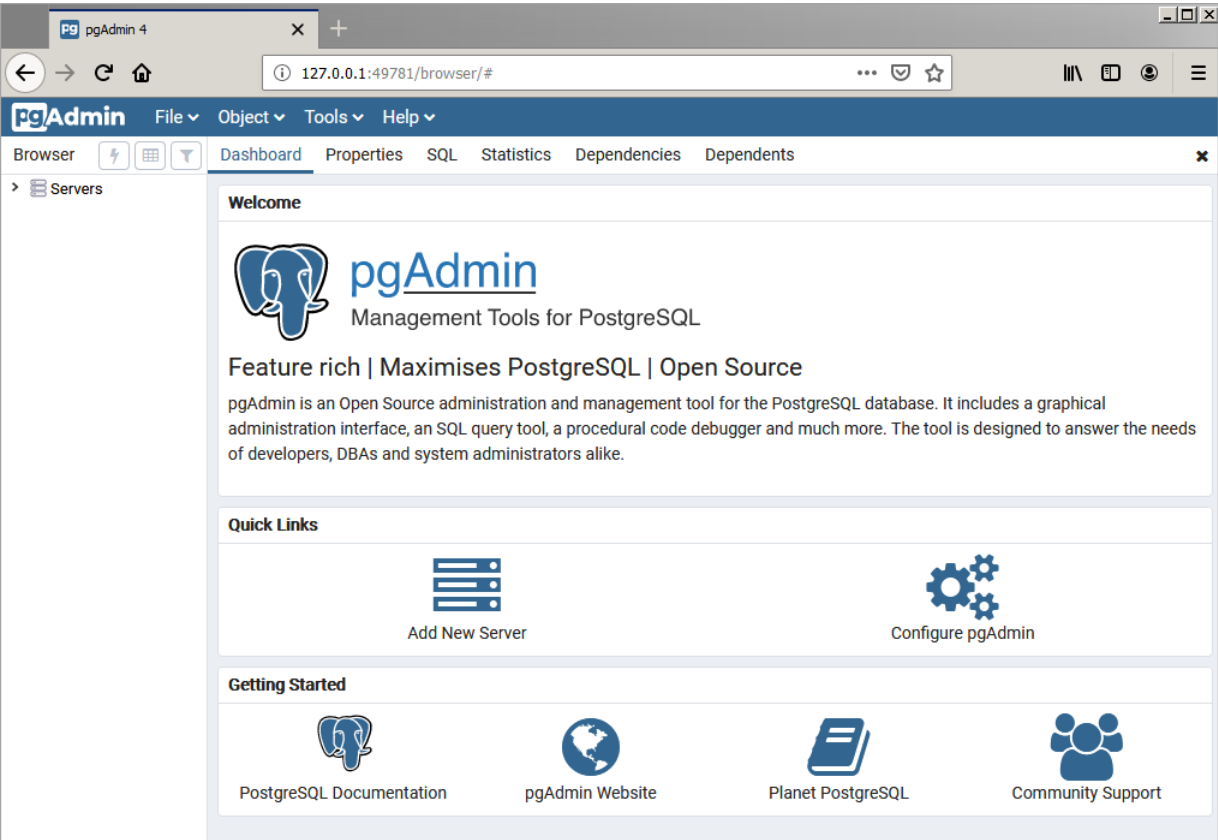 pgAdmin 4
127.0.0.1:49781/browser/#
pgAdmin File Object Tools Help
Browser Dashboard Properties SQL Statistics Dependencies Dependents
Servers
Welcome
pgAdmin
Management Tools for PostgreSQL
Feature rich | Maximises PostgreSQL | Open Source
pgAdmin is an Open Source administration and management tool for the PostgreSQL database. It includes a graphical
administration interface, an SQL query tool, a procedural code debugger and much more. The tool is designed to answer the needs
of developers, DBAs and system administrators alike.
Quick Links
Add New Server Configure pgAdmin
Getting Started
PostgreSQL Documentation pgAdmin Website Planet PostgreSQL Community Support